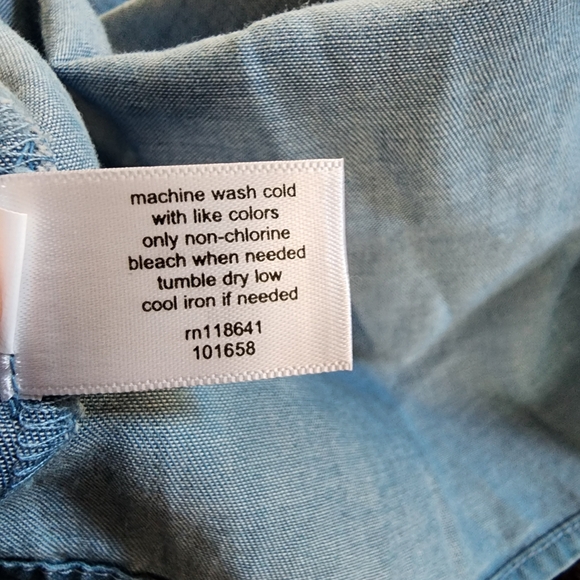 machine wash cold
with like colors
only non-chlorine
bleach when needed
tumble dry low
cool iron if needed
rn118641
101658